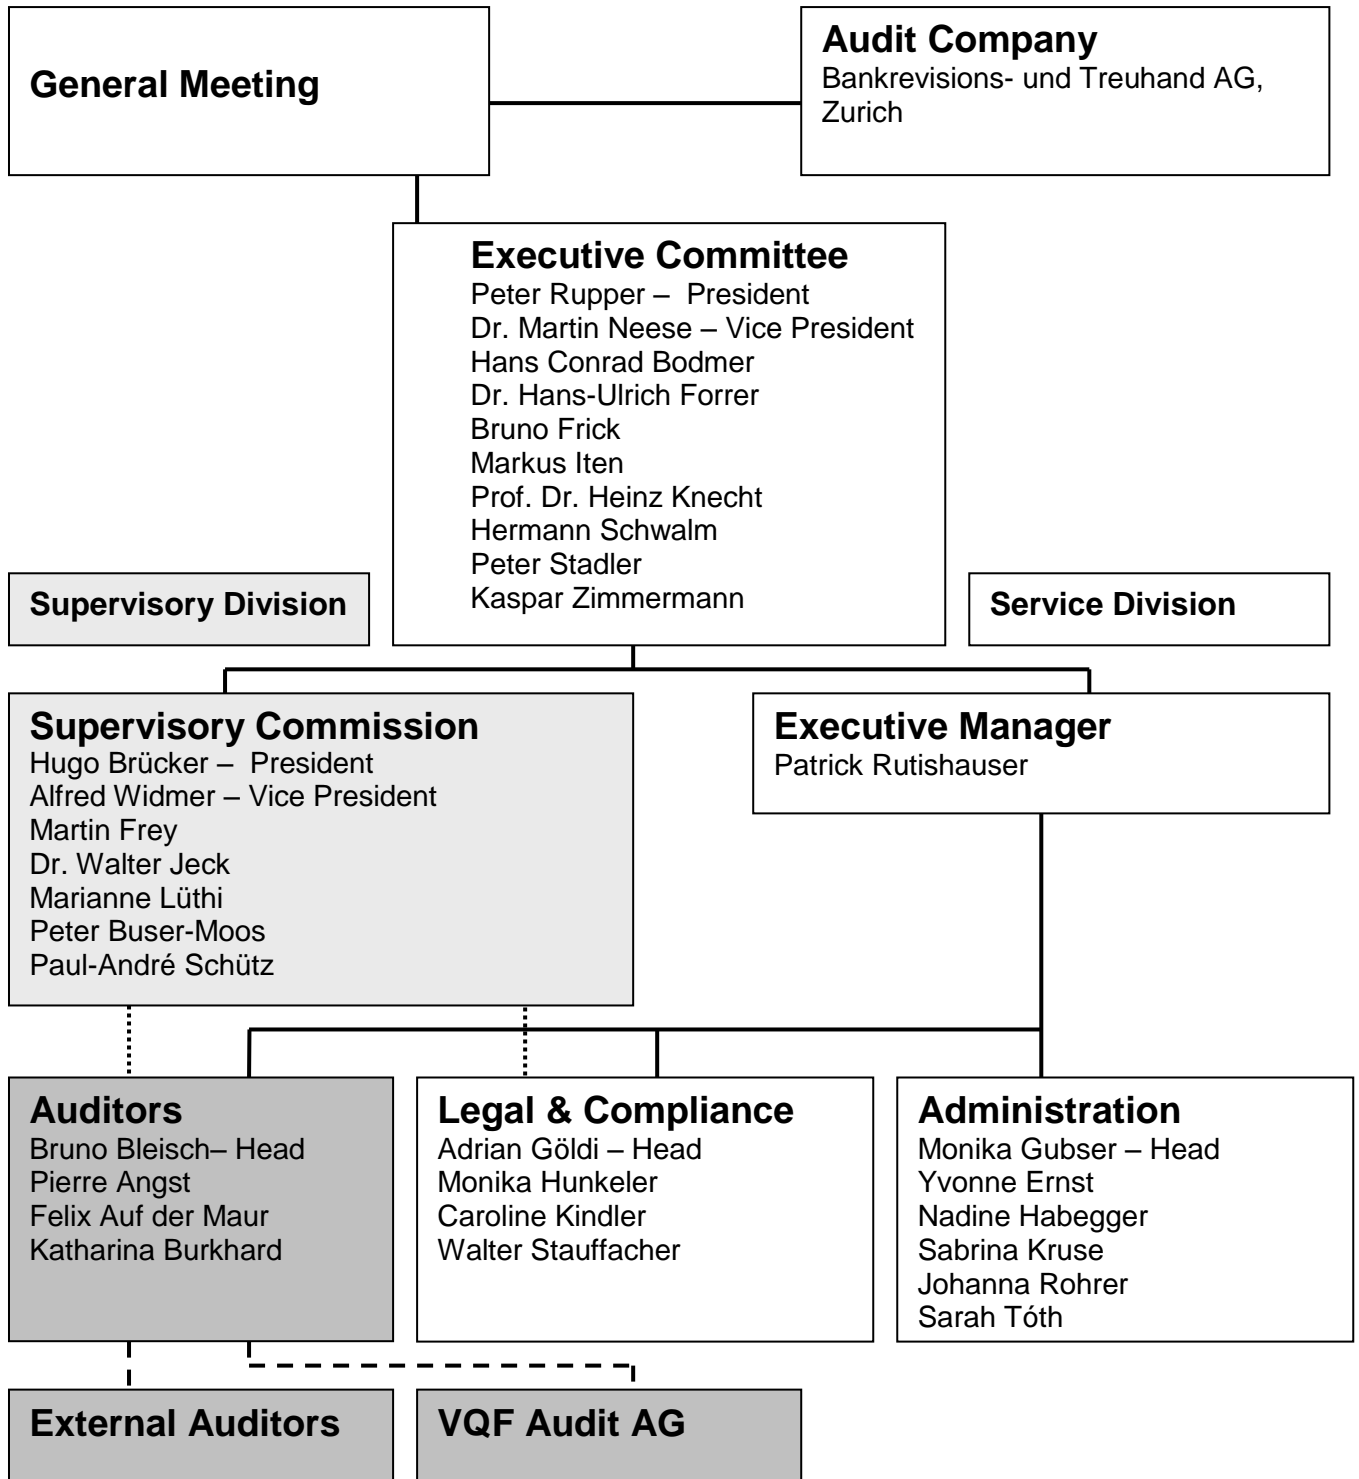 General Meeting
Audit Company
Bankrevisions- und Treuhand AG,
Zurich
Executive Committee
Peter Rupper –  President
Dr. Martin Neese – Vice President
Hans Conrad Bodmer
Dr. Hans-Ulrich Forrer
Bruno Frick
Markus Iten
Prof. Dr. Heinz Knecht
Hermann Schwalm
Peter Stadler
Kaspar Zimmermann
Supervisory Division
Service Division
Supervisory Commission
Hugo Brücker –  President
Alfred Widmer – Vice President
Martin Frey
Dr. Walter Jeck
Marianne Lüthi
Peter Buser-Moos
Paul-André Schütz
Executive Manager
Patrick Rutishauser
Auditors
Bruno Bleisch– Head
Pierre Angst
Felix Auf der Maur
Katharina Burkhard
Legal & Compliance
Adrian Göldi – Head
Monika Hunkeler
Caroline Kindler
Walter Stauffacher
Administration
Monika Gubser – Head
Yvonne Ernst
Nadine Habegger
Sabrina Kruse
Johanna Rohrer
Sarah Tóth
External Auditors
VQF Audit AG